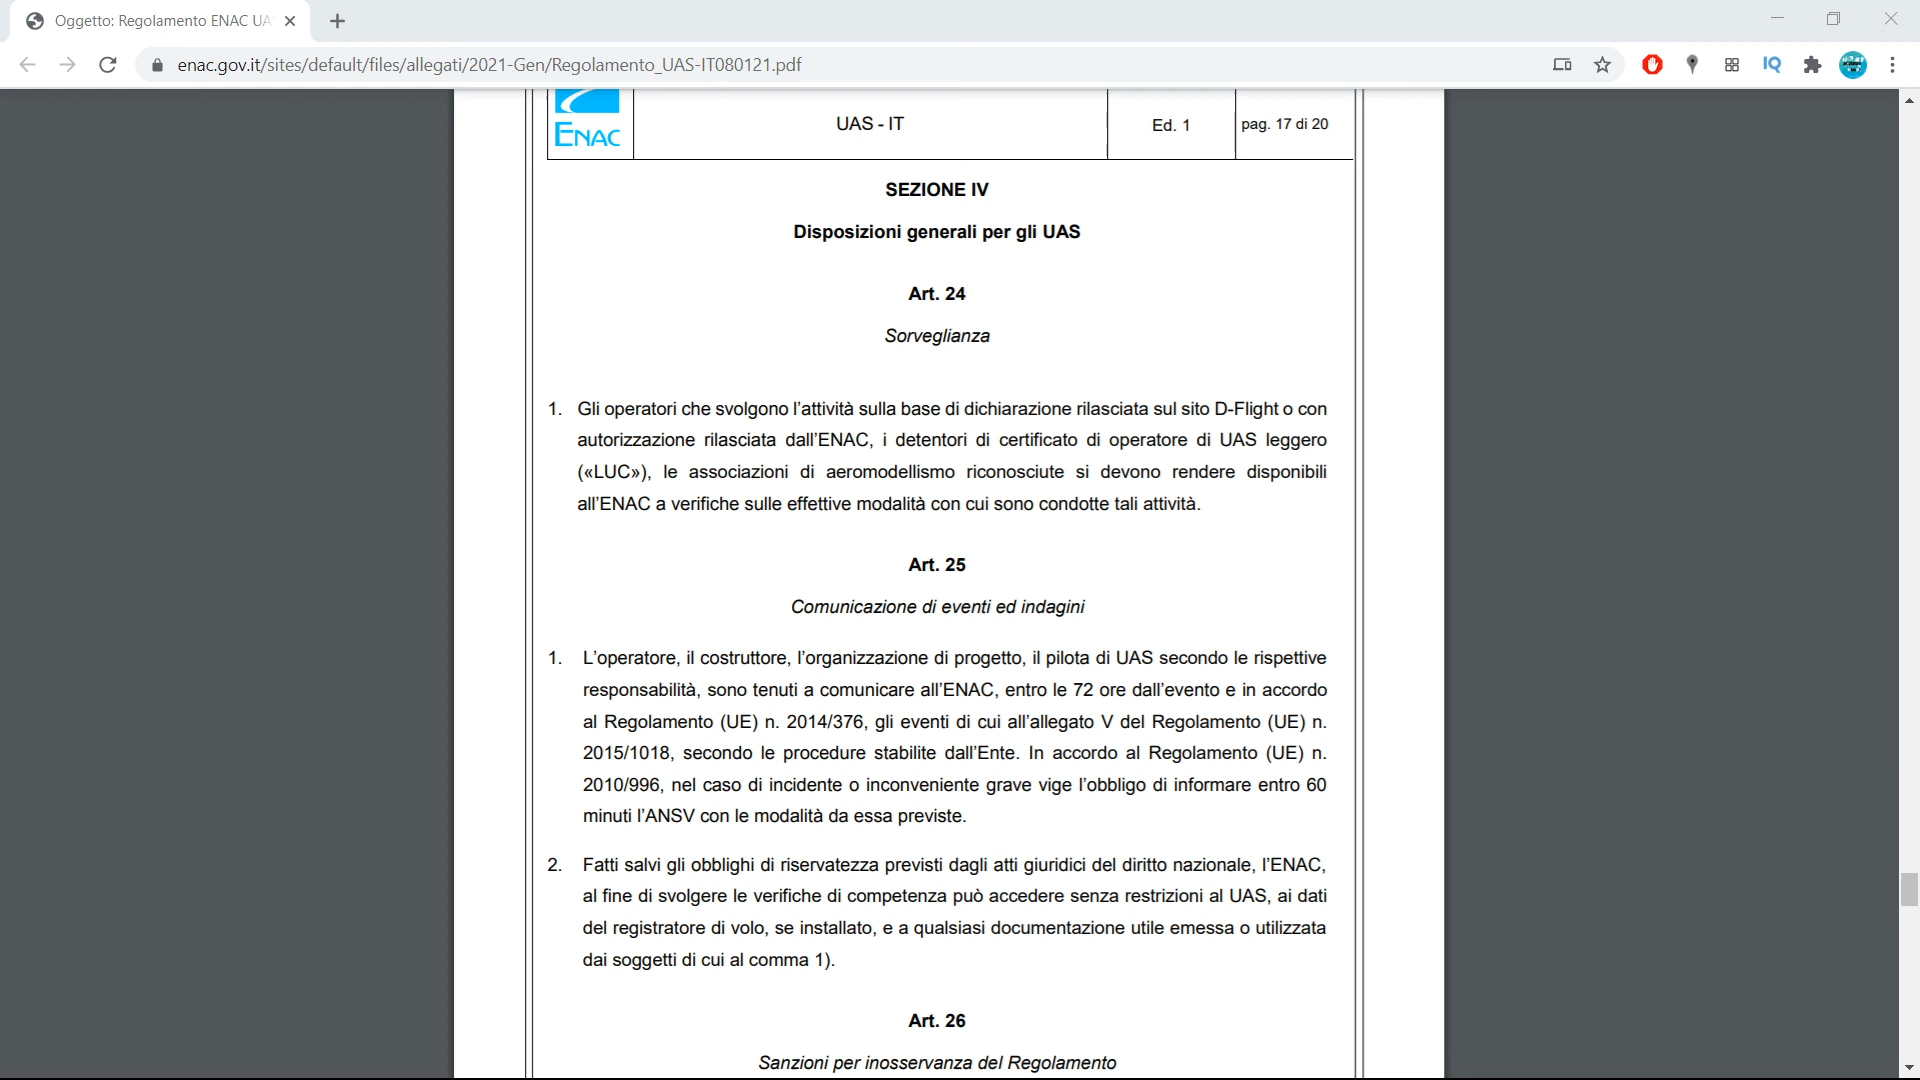 Oggetto: Regolamento ENAC UA
enac.gov.it/sites/default/files/allegati/2021-Gen/Regolamento_UAS-IT080121.pdf
IQ
ENAC
UAS - IT
Ed. 1
pag. 17 di 20
SEZIONE IV
Disposizioni generali per gli UAS
Art. 24
Sorveglianza
1. Gli operatori che svolgono l'attività sulla base di dichiarazione rilasciata sul sito D-Flight o con
autorizzazione rilasciata dall'ENAC, i detentori di certificato di operatore di UAS leggero
(«LUC»), le associazioni di aeromodellismo riconosciute si devono rendere disponibili
all'ENAC a verifiche sulle effettive modalità con cui sono condotte tali attività.
Art. 25
Comunicazione di eventi ed indagini
1. L'operatore, il costruttore, l'organizzazione di progetto, il pilota di UAS secondo le rispettive
responsabilità, sono tenuti a comunicare all'ENAC, entro le 72 ore dall'evento e in accordo
al Regolamento (UE) n. 2014/376, gli eventi di cui all'allegato V del Regolamento (UE) n.
2015/1018, secondo le procedure stabilite dall'Ente. In accordo al Regolamento (UE) n.
2010/996, nel caso di incidente o inconveniente grave vige l'obbligo di informare entro 60
minuti l'ANSV con le modalità da essa previste.
2. Fatti salvi gli obblighi di riservatezza previsti dagli atti giuridici del diritto nazionale, l'ENAC,
al fine di svolgere le verifiche di competenza può accedere senza restrizioni al UAS, ai dati
del registratore di volo, se installato, e a qualsiasi documentazione utile emessa o utilizzata
dai soggetti di cui al comma 1).
Art. 26
Sanzioni per inosservanza del Regolamento